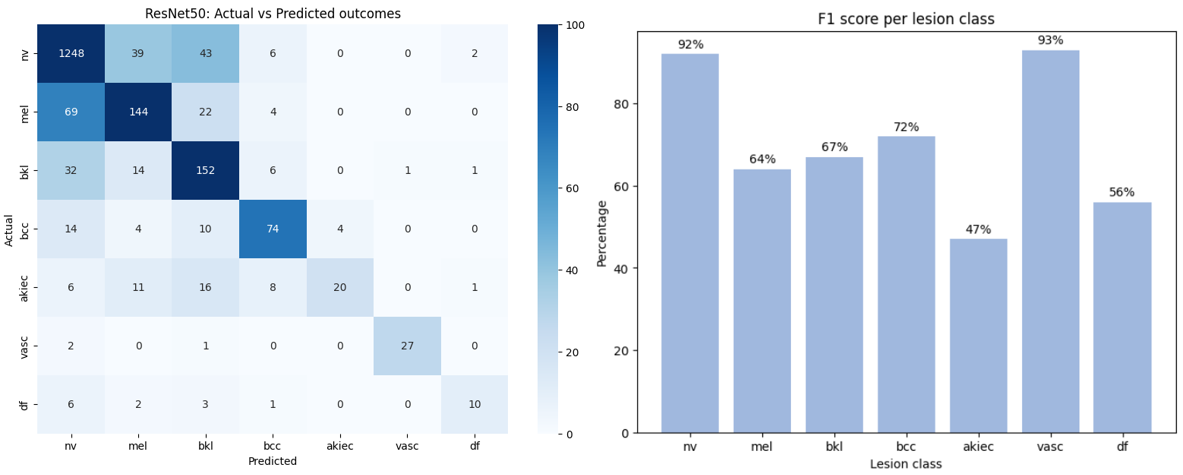 ResNet50: Actual vs Predicted outcomes
nv 1248 39 43 6 0 0 2
mel 69 144 22 4 0 0 0
bkl 32 14 152 6 0 1 1
bcc 14 4 10 74 4 0 0
akiec 6 11 16 8 20 0 1
vasc 2 0 1 0 0 27 0
df 6 2 3 1 0 0 10
nv mel bkl bcc akiec vasc df
Actual
Predicted
100
80
60
40
20
0
F1 score per lesion class
92% 64% 67% 72% 47% 93% 56%
80
60
40
20
0
Percentage
nv mel bkl bcc akiec vasc df
Lesion class